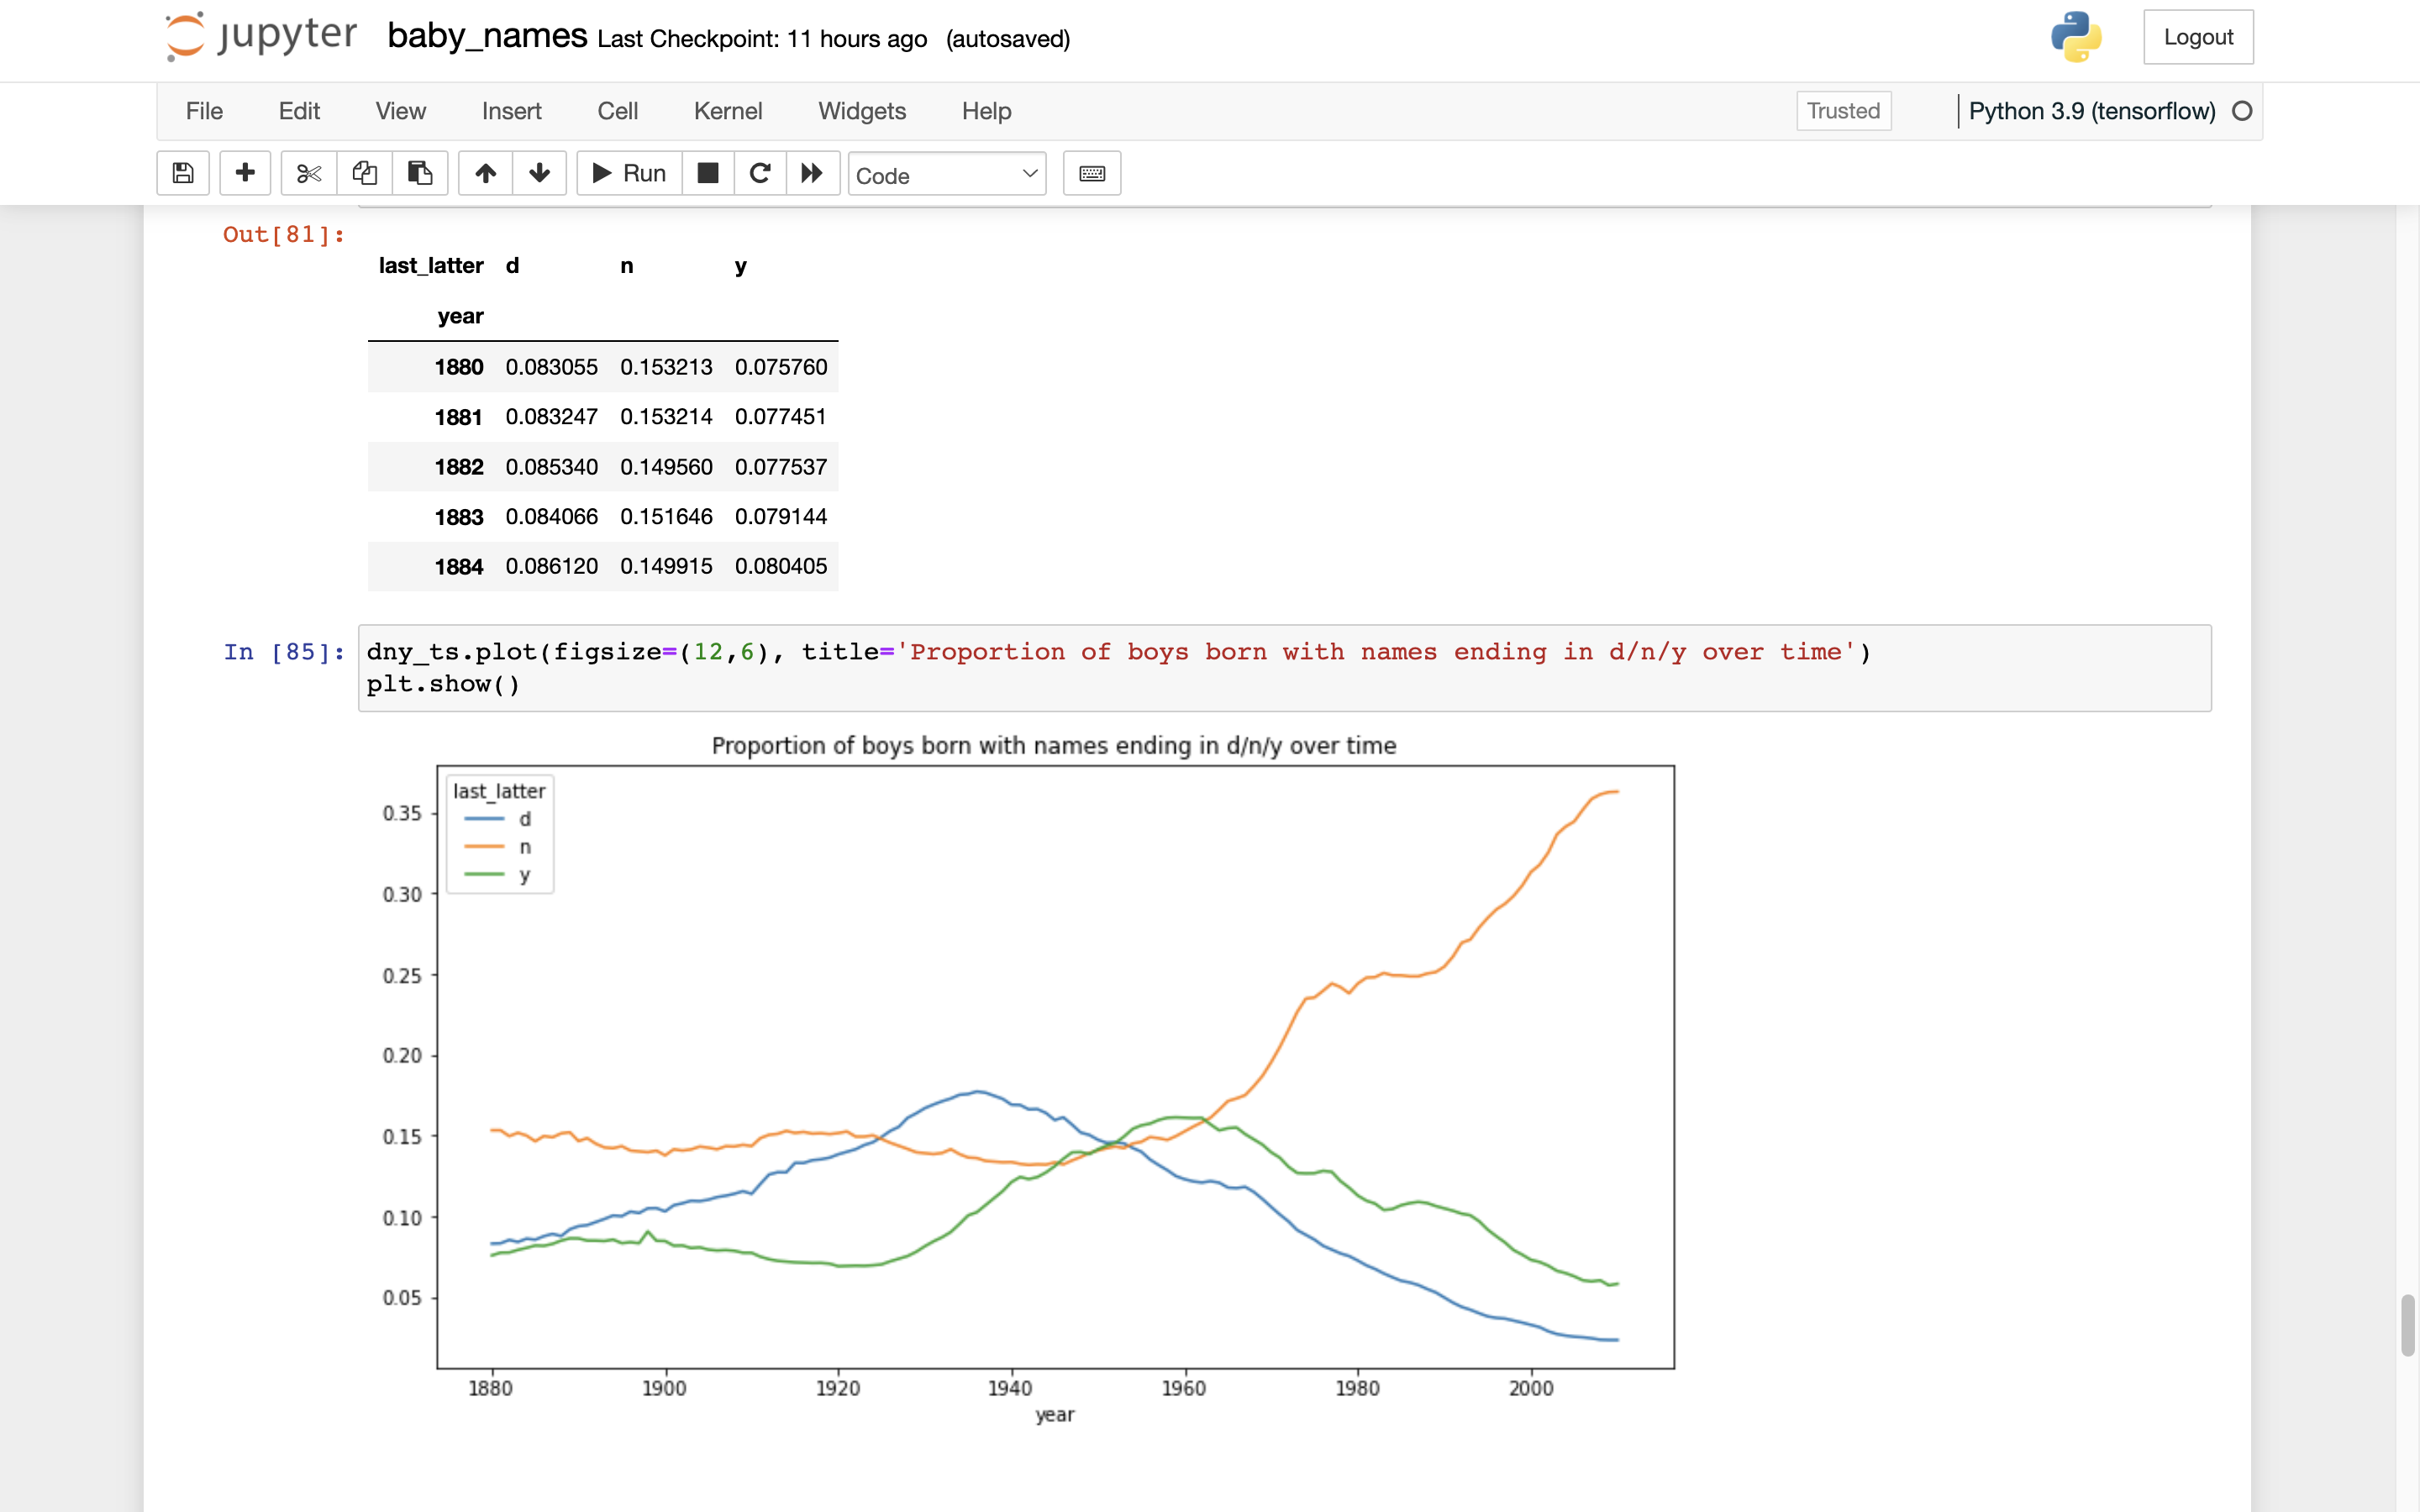 jupyter baby_names Last Checkpoint: 11 hours ago (autosaved) Logout
File Edit View Insert Cell Kernel Widgets Help Trusted Python 3.9 (tensorflow)
Run Code
Out[81]:
last_latter d n y
year
1880 0.083055 0.153213 0.075760
1881 0.083247 0.153214 0.077451
1882 0.085340 0.149560 0.077537
1883 0.084066 0.151646 0.079144
1884 0.086120 0.149915 0.080405
In [85]: dny_ts.plot(figsize=(12,6), title='Proportion of boys born with names ending in d/n/y over time')
plt.show()
Proportion of boys born with names ending in d/n/y over time
last_latter
d
n
y
0.35
0.30
0.25
0.20
0.15
0.10
0.05
1880 1900 1920 1940 1960 1980 2000
year